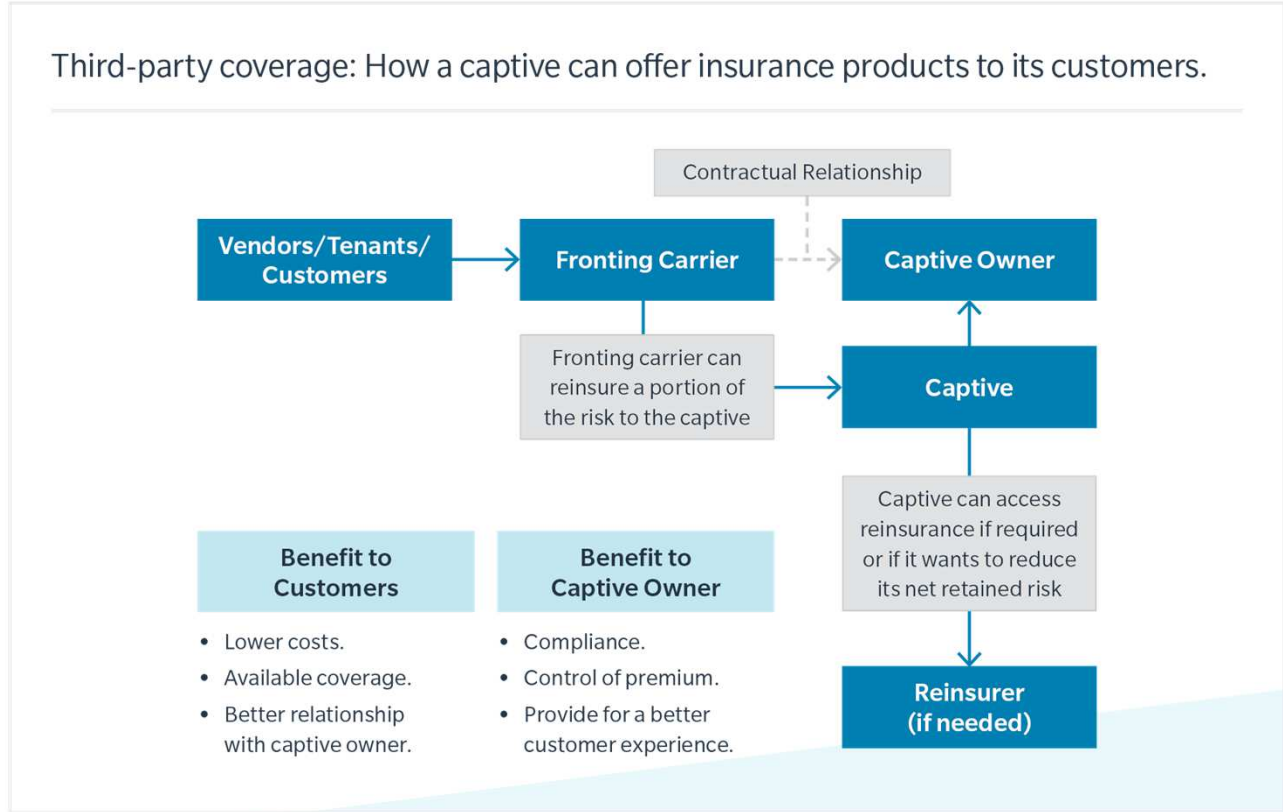 Third-party coverage: How a captive can offer insurance products to its customers.
Contractual Relationship
Vendors/Tenants/
Customers
Fronting Carrier
Captive Owner
Fronting carrier can
reinsure a portion of
the risk to the captive
Captive
Captive can access
reinsurance if required
or if it wants to reduce
its net retained risk
Reinsurer
(if needed)
Benefit to
Customers
• Lower costs.
• Available coverage.
• Better relationship
with captive owner.
Benefit to
Captive Owner
• Compliance.
• Control of premium.
• Provide for a better
customer experience.